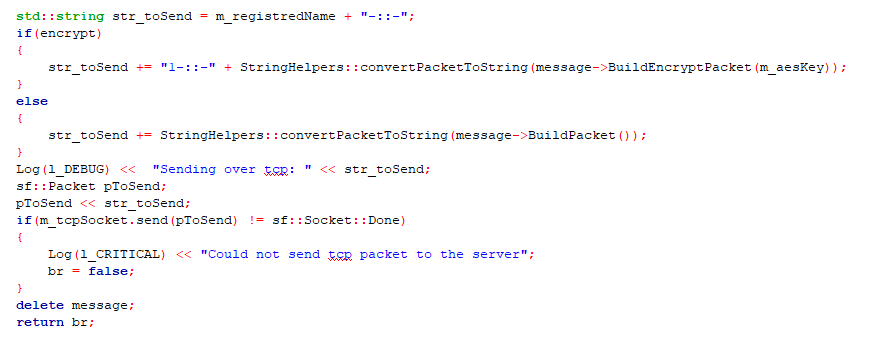 std::string str_toSend = m_registredName + "-::-";
if(encrypt)
{
    str_toSend += "1-::-" + StringHelpers::convertPacketToString(message->BuildEncryptPacket(m_aesKey));
}
else
{
    str_toSend += StringHelpers::convertPacketToString(message->BuildPacket());
}
Log(l_DEBUG) <<  "Sending over tcp: " << str_toSend;
sf::Packet pToSend;
pToSend << str_toSend;
if(m_tcpSocket.send(pToSend) != sf::Socket::Done)
{
    Log(l_CRITICAL) << "Could not send tcp packet to the server";
    br = false;
}
delete message;
return br;